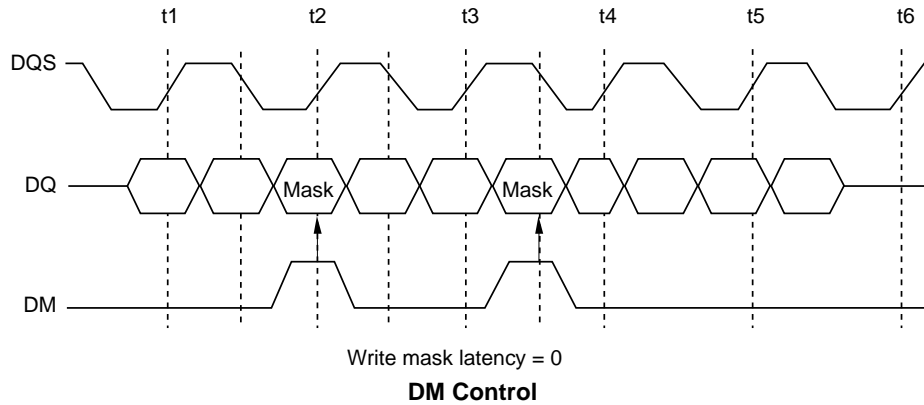 t1 t2 t3 t4 t5 t6
DQS
DQ Mask Mask
DM
Write mask latency = 0
DM Control